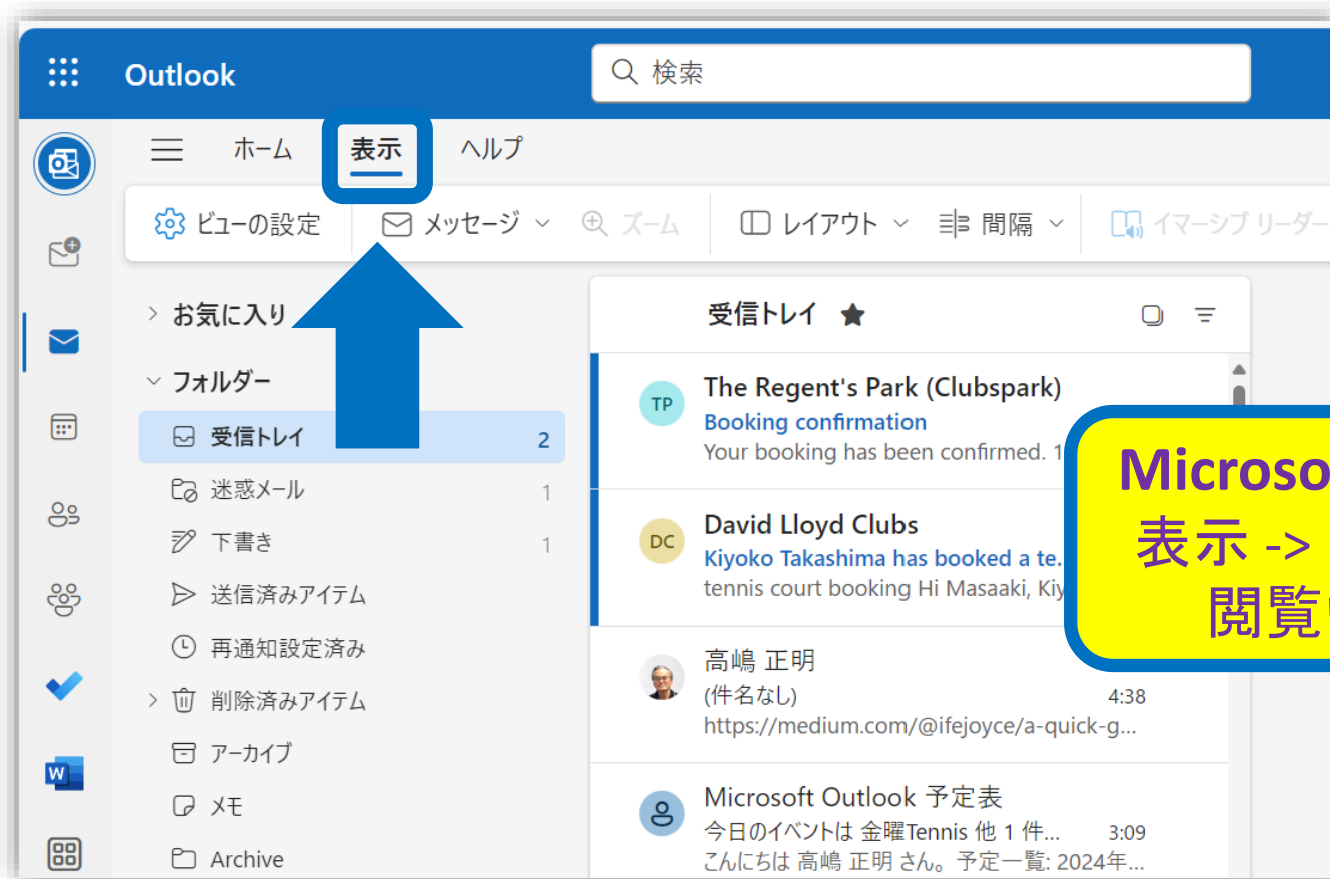 Outlook
検索
ホーム 表示 ヘルプ
ビューの設定 メッセージ ズーム レイアウト 間隔 イマーシブ リーダー
お気に入り
フォルダー
受信トレイ 2
迷惑メール 1
下書き 1
送信済みアイテム
再通知設定済み
削除済みアイテム
アーカイブ
メモ
Archive
受信トレイ
TP
The Regent's Park (Clubspark)
Booking confirmation
Your booking has been confirmed. 1
DC
David Lloyd Clubs
Kiyoko Takashima has booked a te...
tennis court booking Hi Masaaki, Kiy
高嶋 正明
(件名なし) 4:38
https://medium.com/@ifejoyce/a-quick-g...
Microsoft Outlook 予定表
今日のイベントは 金曜Tennis 他 1 件... 3:09
こんにちは 高嶋 正明 さん。予定一覧: 2024年...
Microso
表示 ->
閲覧
W